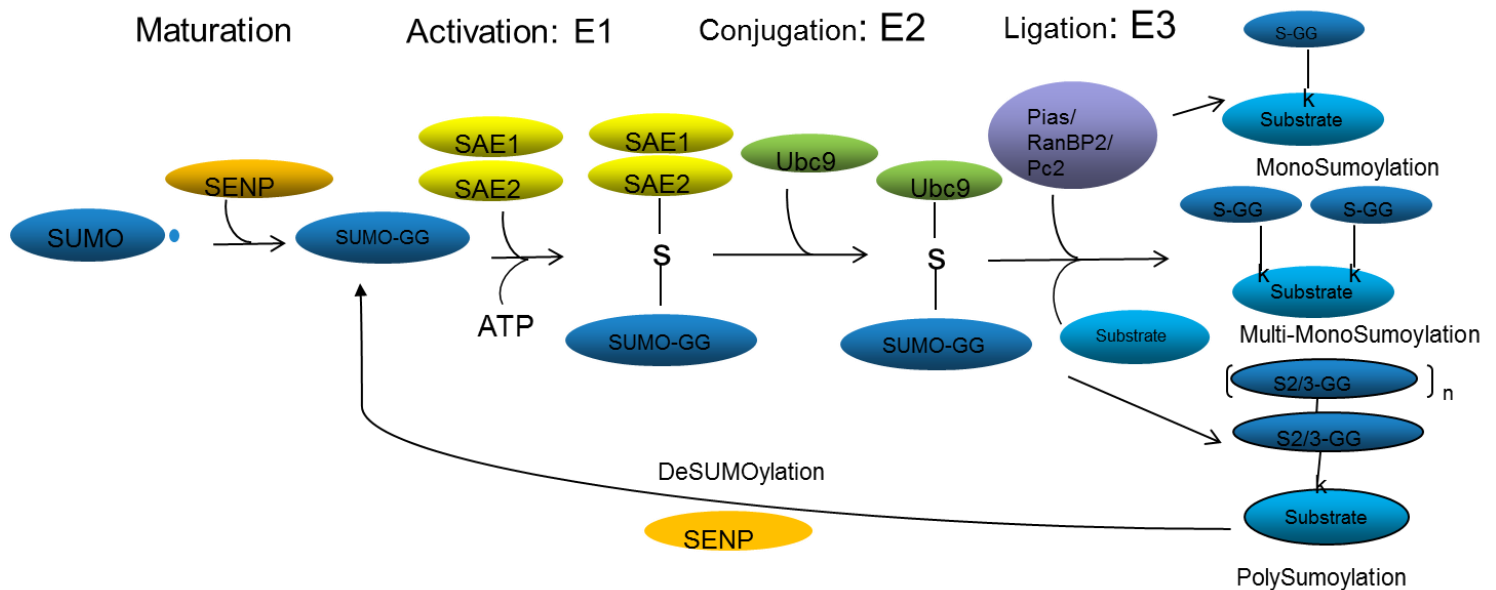 Maturation
Activation: E1
Conjugation: E2
Ligation: E3
SUMO
SENP
SUMO-GG
SAE1
SAE2
ATP
SAE1
SAE2
S
SUMO-GG
Ubc9
Ubc9
S
SUMO-GG
Pias/
RanBP2/
Pc2
Substrate
S-GG
k
Substrate
MonoSumoylation
S-GG
S-GG
k
k
Substrate
Multi-MonoSumoylation
S2/3-GG
n
S2/3-GG
k
Substrate
PolySumoylation
DeSUMOylation
SENP